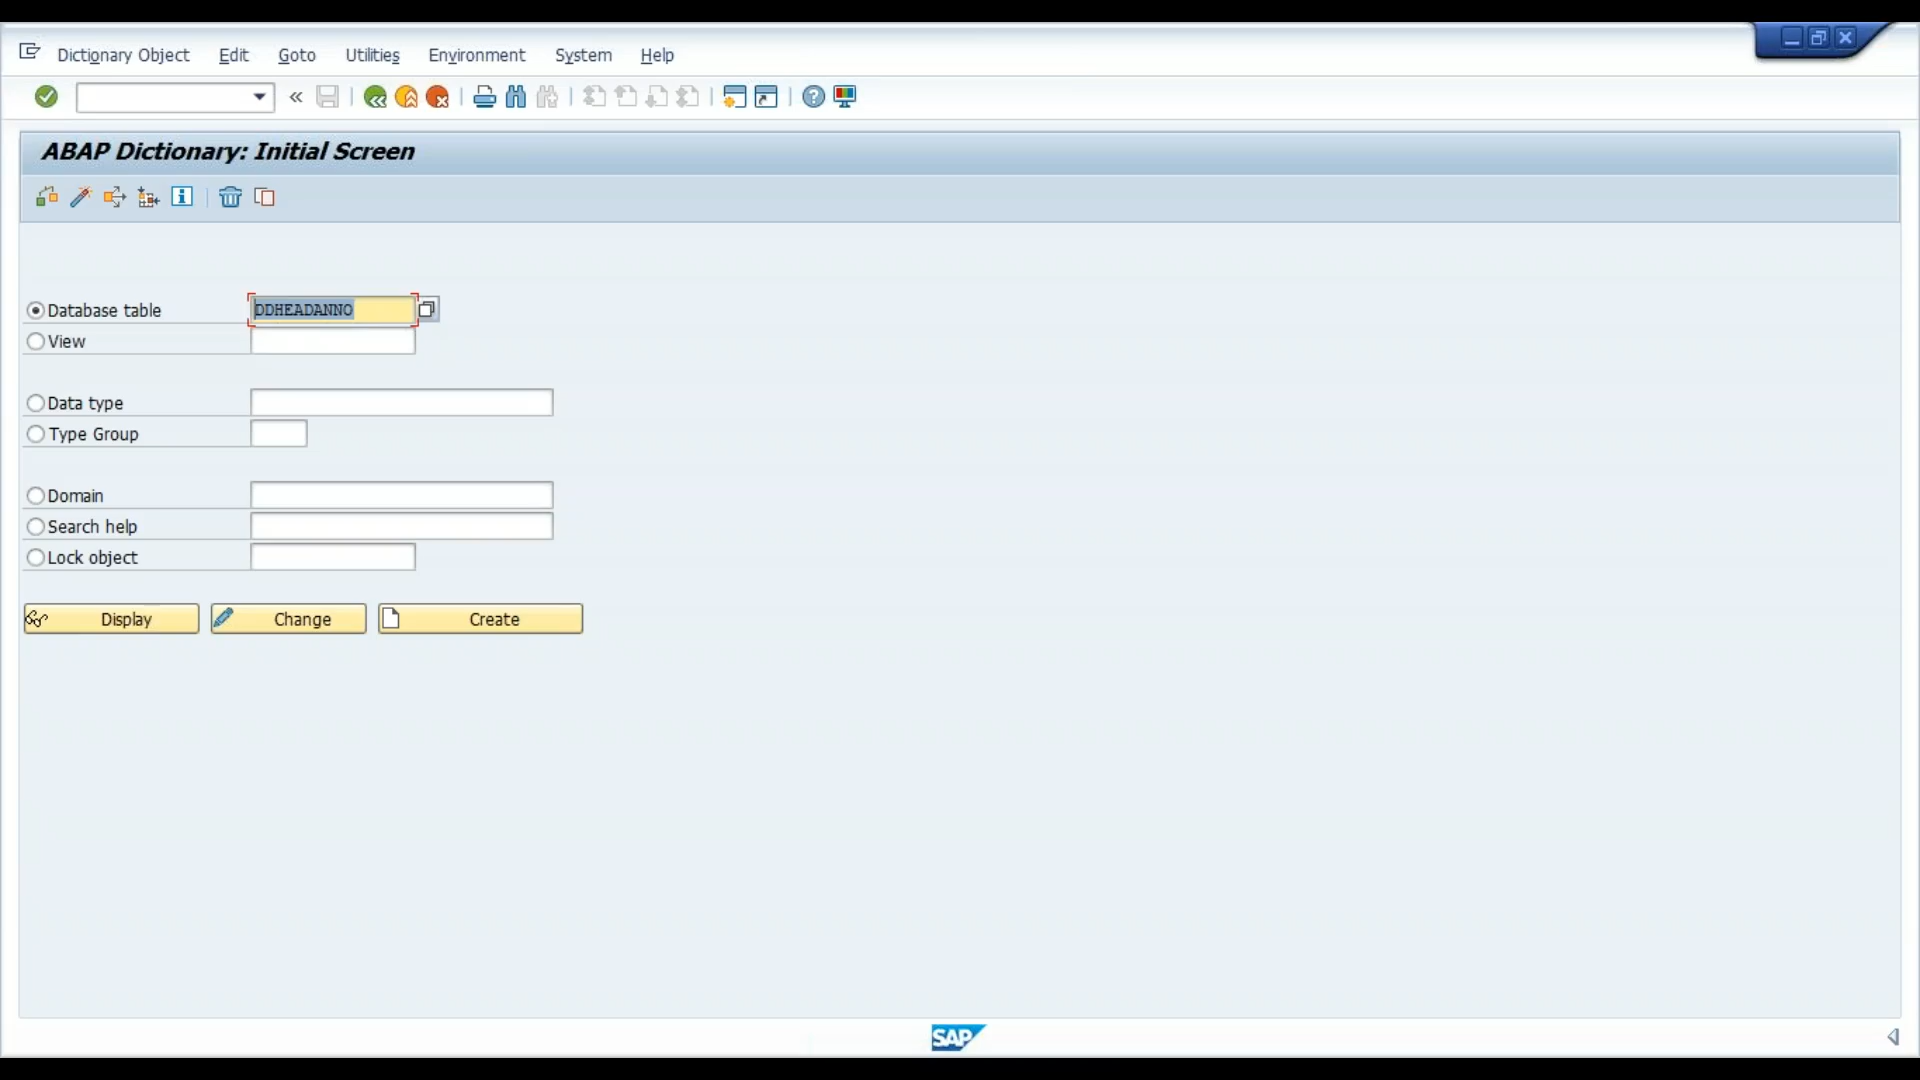 Dictionary Object Edit Goto Utilities Environment System Help
ABAP Dictionary: Initial Screen
Database table DDHEADANNO
View
Data type
Type Group
Domain
Search help
Lock object
Display Change Create
SAP